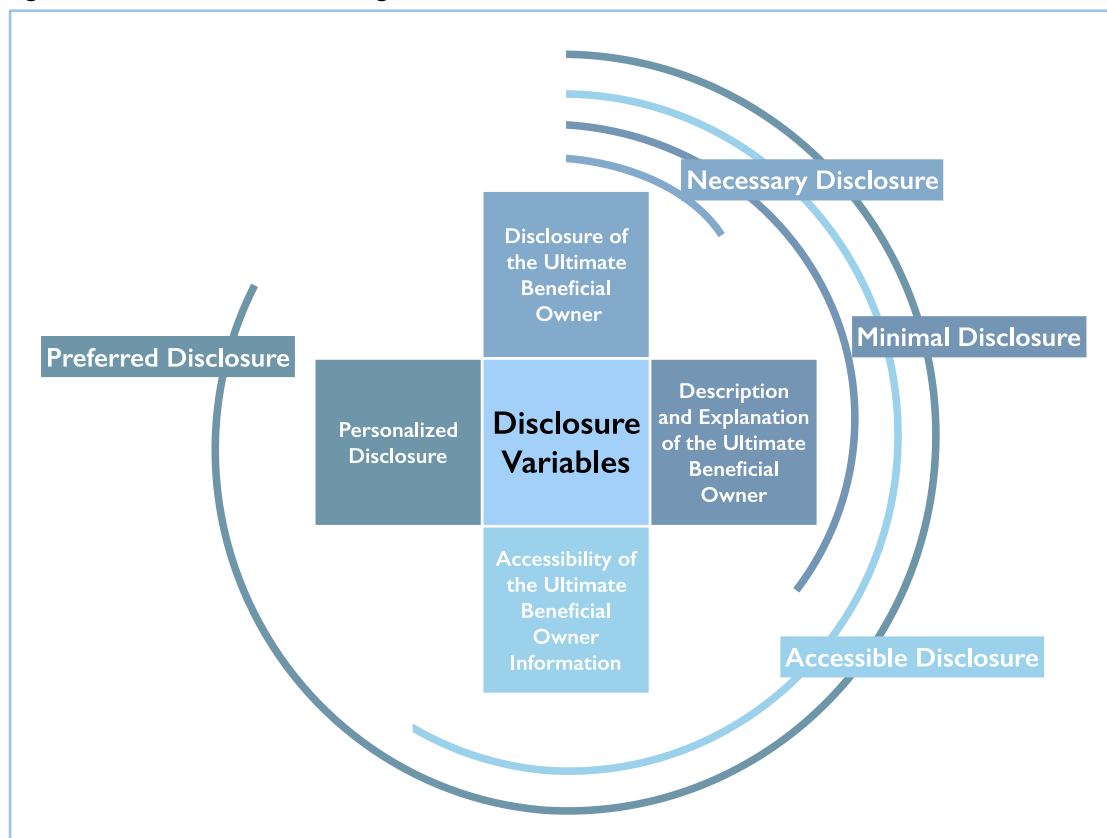 Necessary Disclosure
Disclosure of
the Ultimate
Beneficial
Owner
Minimal Disclosure
Preferred Disclosure
Personalized
Disclosure
Disclosure
Variables
Description
and Explanation
of the Ultimate
Beneficial
Owner
Accessibility of
the Ultimate
Beneficial
Owner
Information
Accessible Disclosure